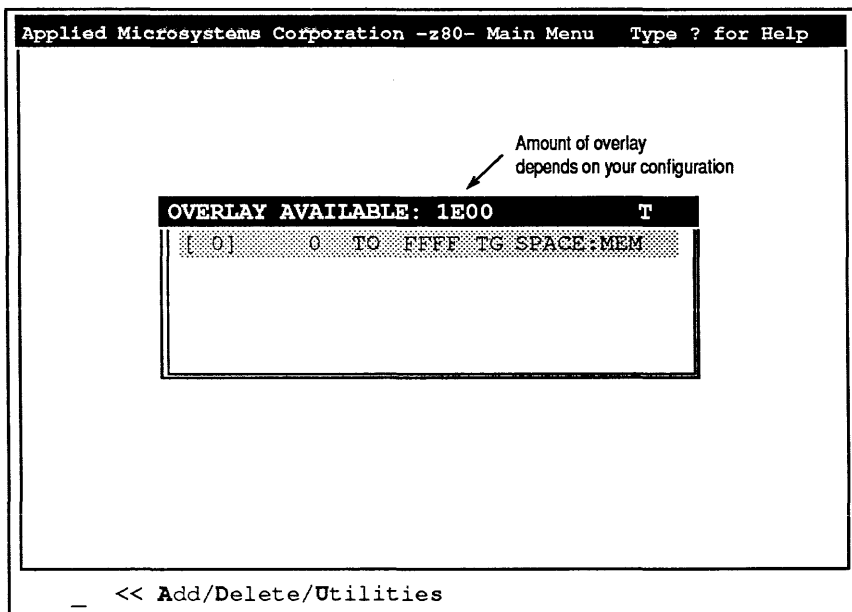 Applied Microsystems Corporation -z80- Main Menu Type ? for Help
Amount of overlay
depends on your configuration
OVERLAY AVAILABLE: 1E00 T
[ 0] 0 TO FFFF TG SPACE:MEM
_ << Add/Delete/Utilities